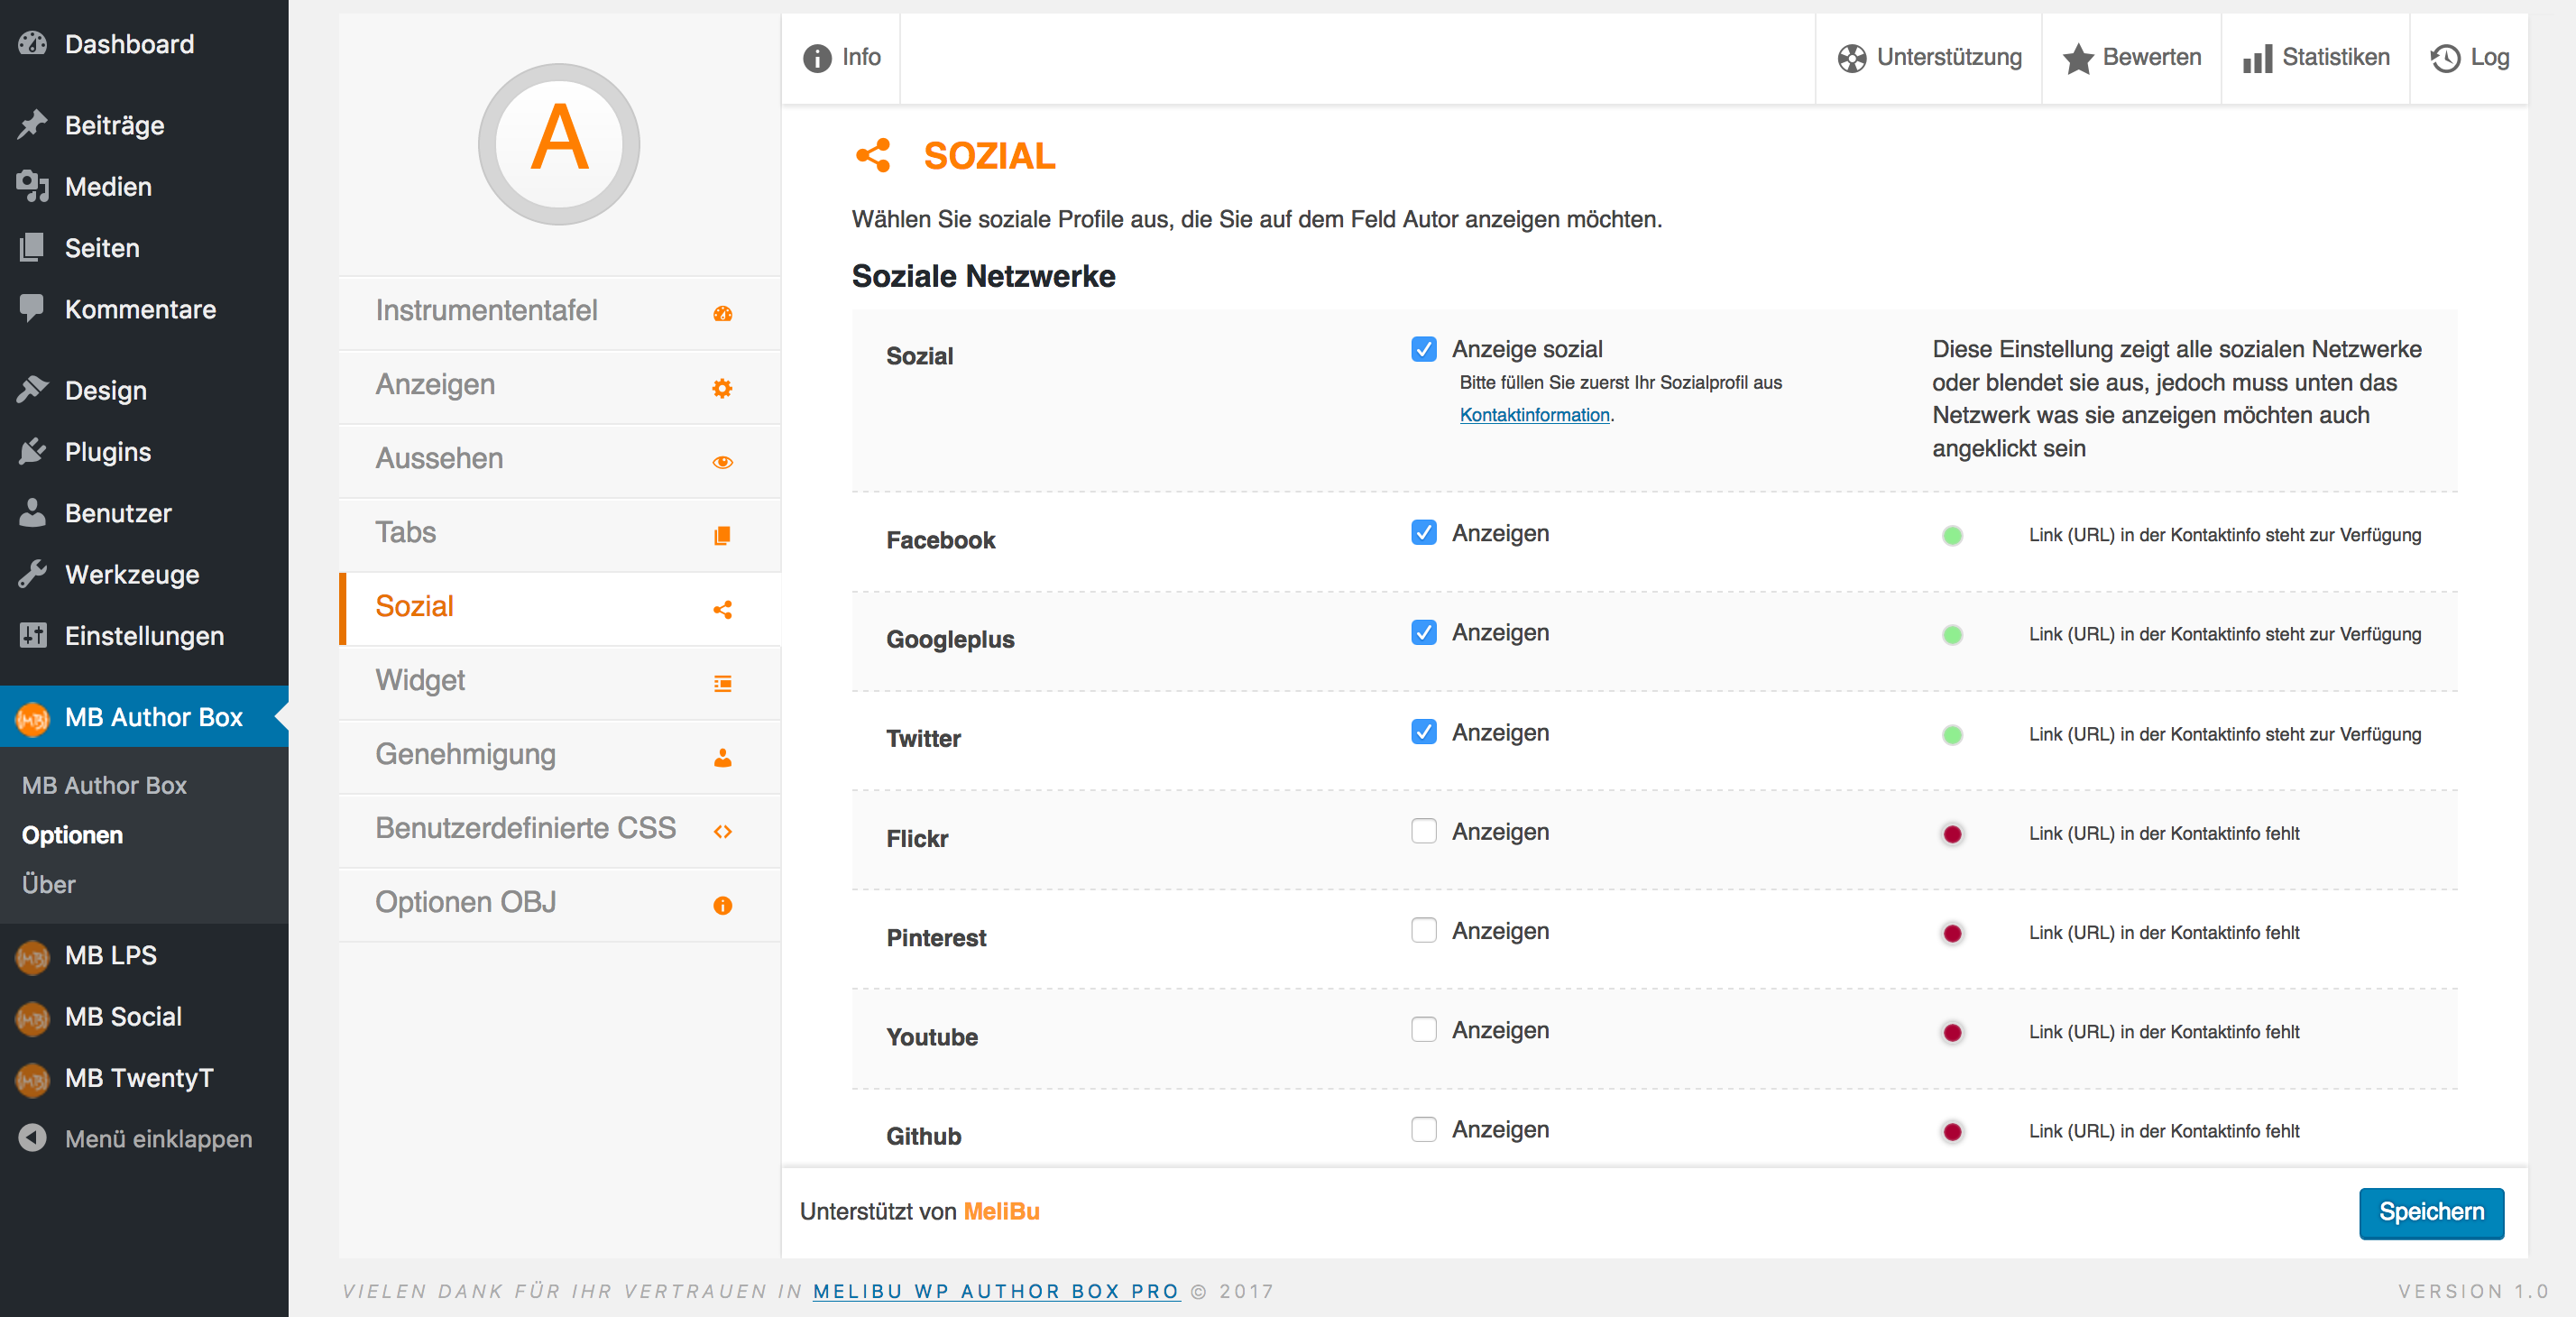 Dashboard
Beiträge
Medien
Seiten
Kommentare
Design
Plugins
Benutzer
Werkzeuge
Einstellungen
MB Author Box
MB Author Box
Optionen
Über
MB LPS
MB Social
MB TwentyT
Menü einklappen
A
Instrumententafel
Anzeigen
Aussehen
Tabs
Sozial
Widget
Genehmigung
Benutzerdefinierte CSS
Optionen OBJ
Info
Unterstützung
Bewerten
Statistiken
Log
SOZIAL
Wählen Sie soziale Profile aus, die Sie auf dem Feld Autor anzeigen möchten.
Soziale Netzwerke
Sozial
Anzeige sozial
Bitte füllen Sie zuerst Ihr Sozialprofil aus
Kontaktinformation.
Diese Einstellung zeigt alle sozialen Netzwerke
oder blendet sie aus, jedoch muss unten das
Netzwerk was sie anzeigen möchten auch
angeklickt sein
Facebook Anzeigen Link (URL) in der Kontaktinfo steht zur Verfügung
Googleplus Anzeigen Link (URL) in der Kontaktinfo steht zur Verfügung
Twitter Anzeigen Link (URL) in der Kontaktinfo steht zur Verfügung
Flickr Anzeigen Link (URL) in der Kontaktinfo fehlt
Pinterest Anzeigen Link (URL) in der Kontaktinfo fehlt
Youtube Anzeigen Link (URL) in der Kontaktinfo fehlt
Github Anzeigen Link (URL) in der Kontaktinfo fehlt
Unterstützt von MeliBu
Speichern
VIELEN DANK FÜR IHR VERTRAUEN IN MELIBU WP AUTHOR BOX PRO © 2017
VERSION 1.0